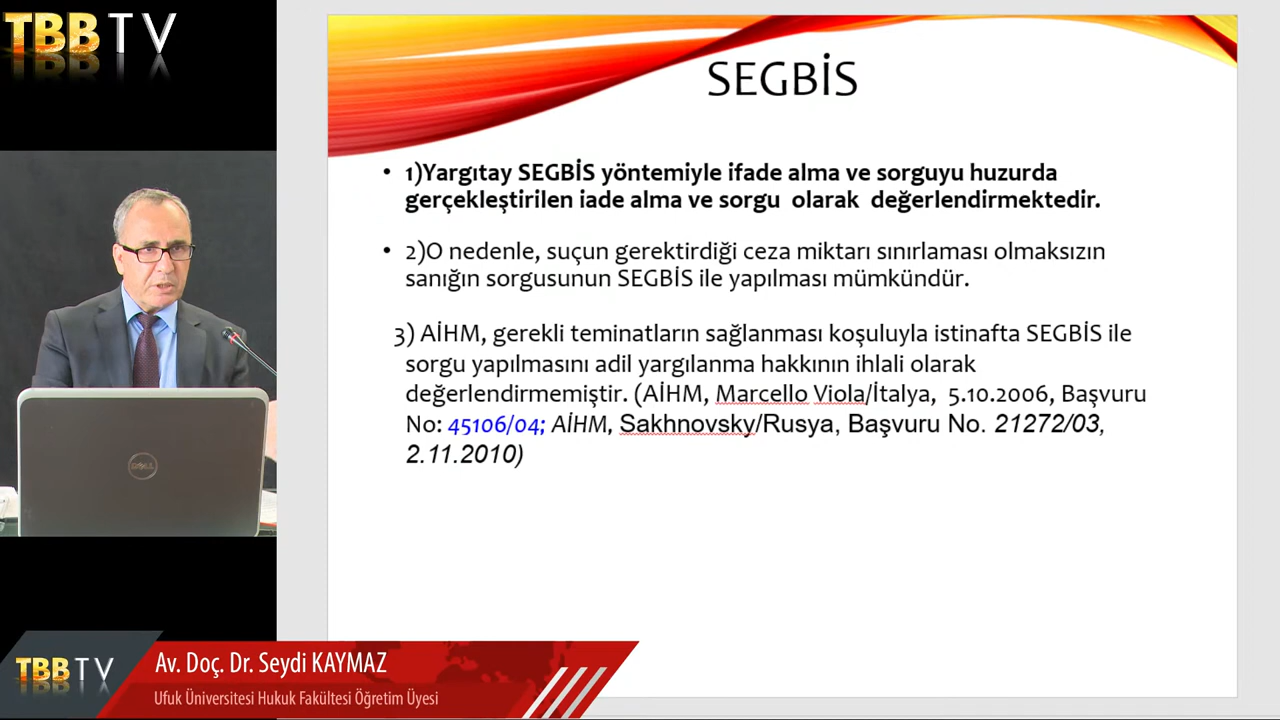 TBB TV
SEGBİS
• 1)Yargıtay SEGBİS yöntemiyle ifade alma ve sorguyu huzurda
gerçekleştirilen iade alma ve sorgu olarak değerlendirmektedir.
• 2)O nedenle, suçun gerektirdiği ceza miktarı sınırlaması olmaksızın
sanığın sorgusunun SEGBİS ile yapılması mümkündür.
3) AİHM, gerekli teminatların sağlanması koşuluyla istinafta SEGBİS ile
sorgu yapılmasını adil yargılanma hakkının ihlali olarak
değerlendirmemiştir. (AİHM, Marcello Viola/İtalya, 5.10.2006, Başvuru
No: 45106/04; AİHM, Sakhnovsky/Rusya, Başvuru No. 21272/03,
2.11.2010)
DELL
TBB TV
Av. Doç. Dr. Seydi KAYMAZ
Ufuk Üniversitesi Hukuk Fakültesi Öğretim Üyesi